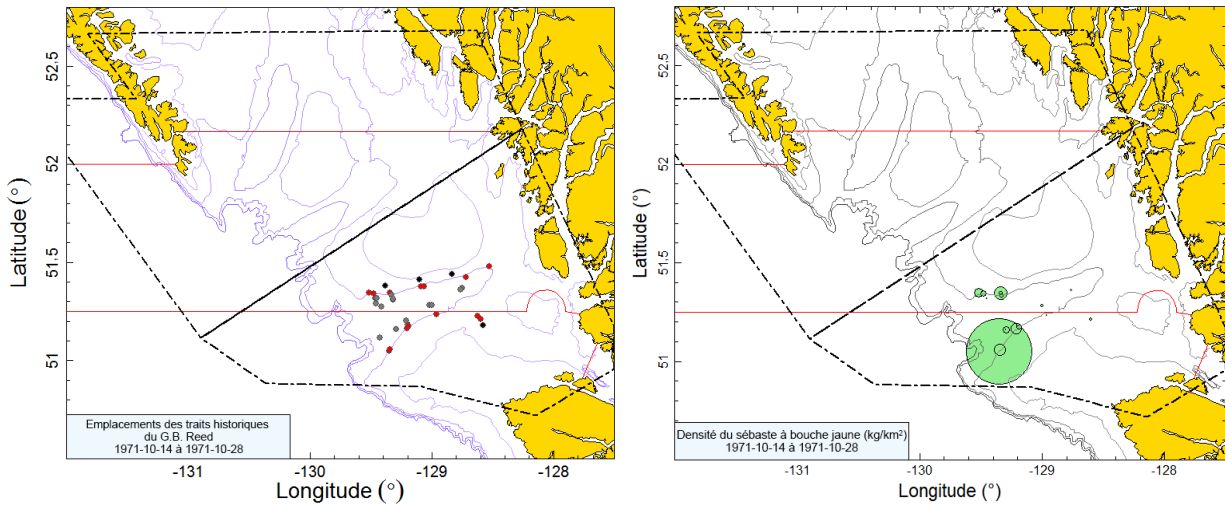 52.5
52
51.5
51
Latitude (°)
Emplacements des traits historiques
du G.B. Reed
1971-10-14 à 1971-10-28
-131
-130
-129
-128
Longitude (°)
52.5
52
51.5
51
Latitude (°)
Densité du sébaste à bouche jaune (kg/km²)
1971-10-14 à 1971-10-28
-131
-130
-129
-128
Longitude (°)